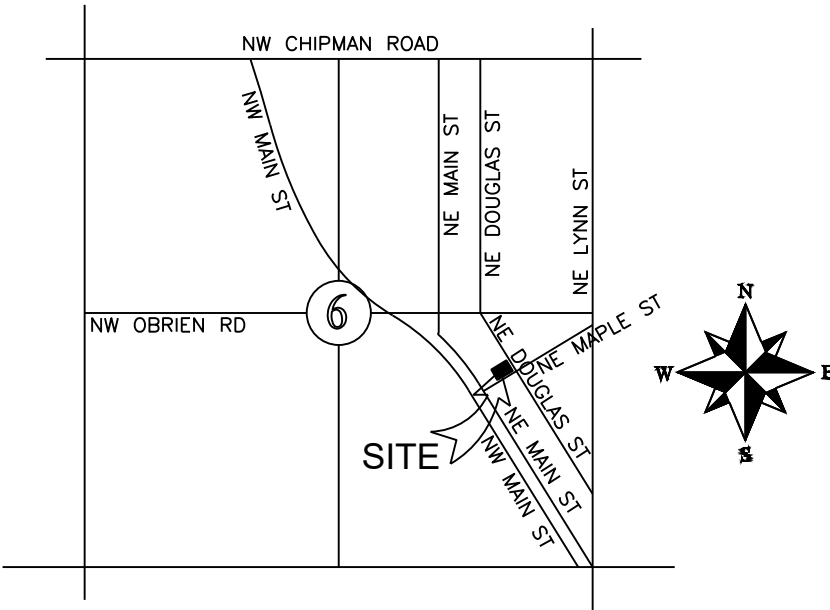 NW CHIPMAN ROAD
NW MAIN ST
NE MAIN ST
NE DOUGLAS ST
NE LYNN ST
NW OBRIEN RD
6
NE DOUGLAS ST
NE MAPLE ST
NE MAIN ST
NW MAIN ST
SITE
N
W
E
S